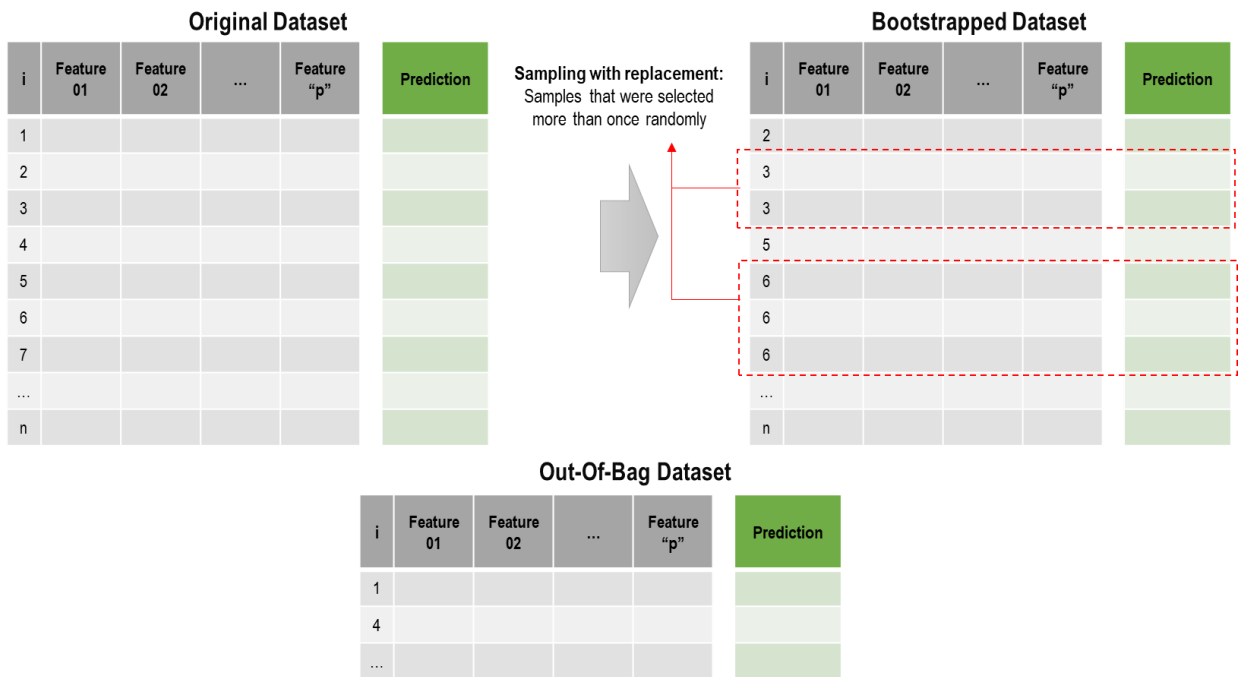 Original Dataset
i Feature 01 Feature 02 … Feature “p” Prediction
1
2
3
4
5
6
7
…
n
Sampling with replacement:
Samples that were selected
more than once randomly
Bootstrapped Dataset
i Feature 01 Feature 02 … Feature “p” Prediction
2
3
3
5
6
6
6
…
n
Out-Of-Bag Dataset
i Feature 01 Feature 02 … Feature “p” Prediction
1
4
…